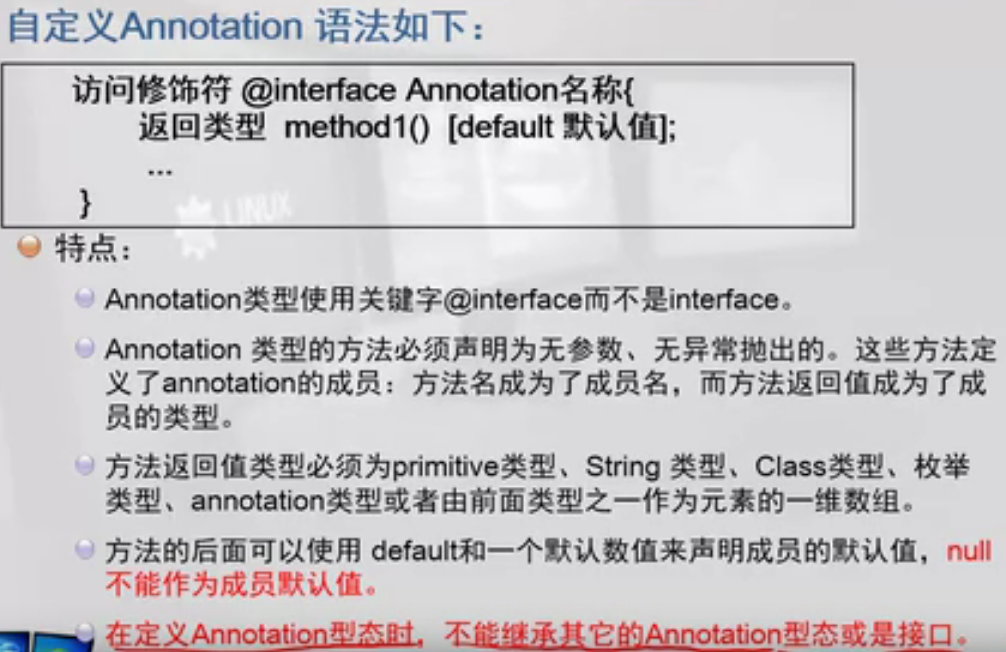 自定义Annotation 语法如下：
访问修饰符 @interface Annotation名称{
返回类型 method1() [default 默认值];
...
}
LINUX
特点：
Annotation类型使用关键字@interface而不是interface。
Annotation 类型的方法必须声明为无参数、无异常抛出的。这些方法定
义了annotation的成员：方法名成为了成员名，而方法返回值成为了成
员的类型。
方法返回值类型必须为primitive类型、String 类型、Class类型、枚举
类型、annotation类型或者由前面类型之一作为元素的一维数组。
方法的后面可以使用 default和一个默认数值来声明成员的默认值，null
不能作为成员默认值。
在定义Annotation型态时，不能继承其它的Annotation型态或是接口。